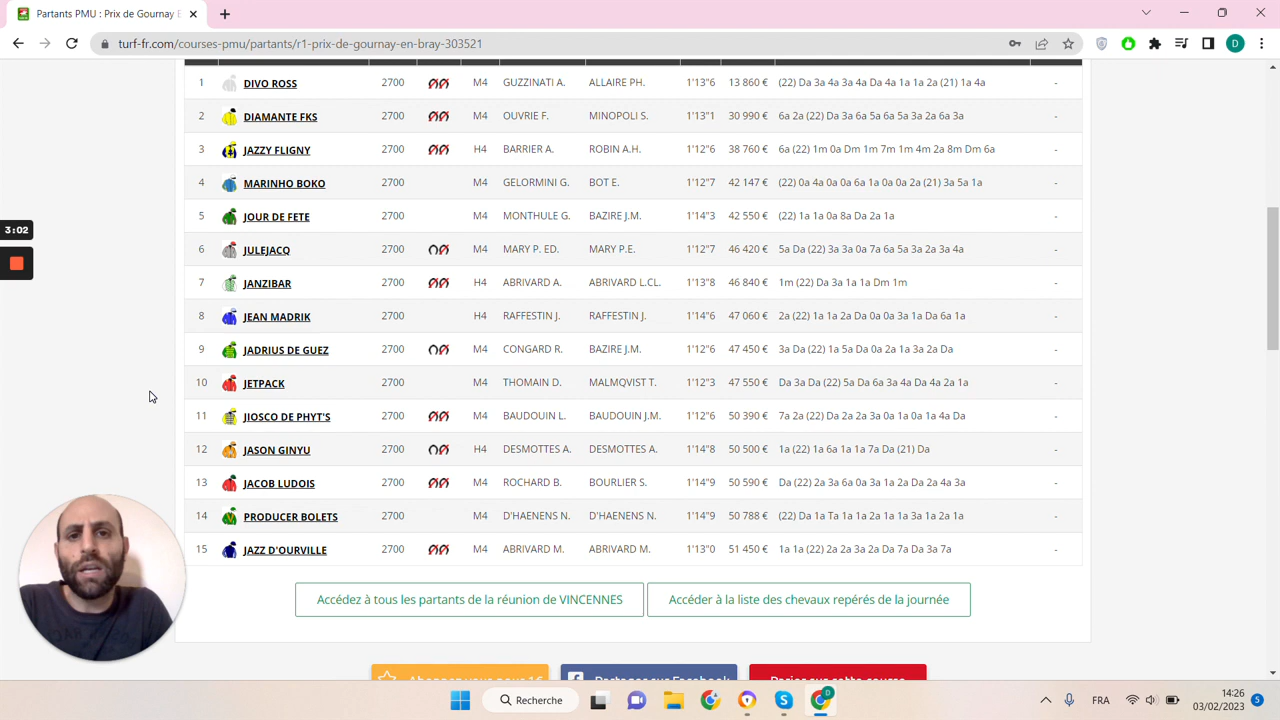 Partants PMU : Prix de Gournay E
turf-fr.com/courses-pmu/partants/r1-prix-de-gournay-en-bray-303521
D
1 DIVO ROSS 2700 M4 GUZZINATI A. ALLAIRE PH. 1'13"6 13 860 € (22) Da 3a 4a 3a 4a Da 4a 1a 1a 2a (21) 1a 4a -
2 DIAMANTE FKS 2700 M4 OUVRIE F. MINOPOLI S. 1'13"1 30 990 € 6a 2a (22) Da 3a 6a 5a 6a 5a 3a 2a 6a 3a -
3 JAZZY FLIGNY 2700 H4 BARRIER A. ROBIN A.H. 1'12"6 38 760 € 6a (22) 1m 0a Dm 1m 7m 1m 4m 2a 8m Dm 6a -
4 MARINHO BOKO 2700 M4 GELORMINI G. BOT E. 1'12"7 42 147 € (22) 0a 4a 0a 0a 6a 1a 0a 0a 2a (21) 3a 5a 1a -
5 JOUR DE FETE 2700 M4 MONTHULE G. BAZIRE J.M. 1'14"3 42 550 € (22) 1a 1a 0a 8a Da 2a 1a -
3:02
6 JULEJACQ 2700 M4 MARY P. ED. MARY P.E. 1'12"7 46 420 € 5a Da (22) 3a 3a 0a 7a 6a 5a 3a 3a 3a 4a -
7 JANZIBAR 2700 H4 ABRIVARD A. ABRIVARD L.CL. 1'13"8 46 840 € 1m (22) Da 3a 1a 1a Dm 1m -
8 JEAN MADRIK 2700 H4 RAFFESTIN J. RAFFESTIN J. 1'14"6 47 060 € 2a (22) 1a 1a 2a Da 0a 0a 3a 1a Da 6a 1a -
9 JADRIUS DE GUEZ 2700 M4 CONGARD R. BAZIRE J.M. 1'12"6 47 450 € 3a Da (22) 1a 5a Da 0a 2a 1a 3a 2a Da -
10 JETPACK 2700 M4 THOMAIN D. MALMQVIST T. 1'12"3 47 550 € Da 3a Da (22) 5a Da 6a 3a 4a Da 4a 2a 1a -
11 JIOSCO DE PHYT'S 2700 M4 BAUDOUIN L. BAUDOUIN J.M. 1'12"6 50 390 € 7a 2a (22) Da 2a 2a 3a 0a 1a 0a 1a 4a Da -
12 JASON GINYU 2700 H4 DESMOTTES A. DESMOTTES A. 1'14"8 50 500 € 1a (22) 1a 6a 1a 1a 7a Da (21) Da -
13 JACOB LUDOIS 2700 M4 ROCHARD B. BOURLIER S. 1'14"9 50 590 € Da (22) 2a 3a 6a 0a 3a 1a 2a Da 2a 4a 3a -
14 PRODUCER BOLETS 2700 M4 D'HAENENS N. D'HAENENS N. 1'14"9 50 788 € (22) Da 1a Ta 1a 1a 2a 1a 1a 3a 1a 2a 1a -
15 JAZZ D'OURVILLE 2700 M4 ABRIVARD M. ABRIVARD M. 1'13"0 51 450 € 1a 1a (22) 2a 2a 3a 2a Da 7a Da 3a 7a -
Accédez à tous les partants de la réunion de VINCENNES
Accéder à la liste des chevaux repérés de la journée
Recherche
D
FRA
14:26
03/02/2023
5